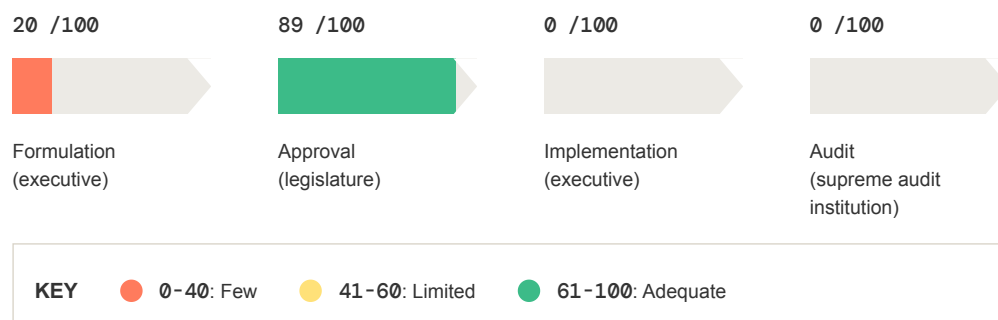 20 /100
89 /100
0 /100
0 /100
Formulation
(executive)
Approval
(legislature)
Implementation
(executive)
Audit
(supreme audit
institution)
KEY
0-40: Few
41-60: Limited
61-100: Adequate